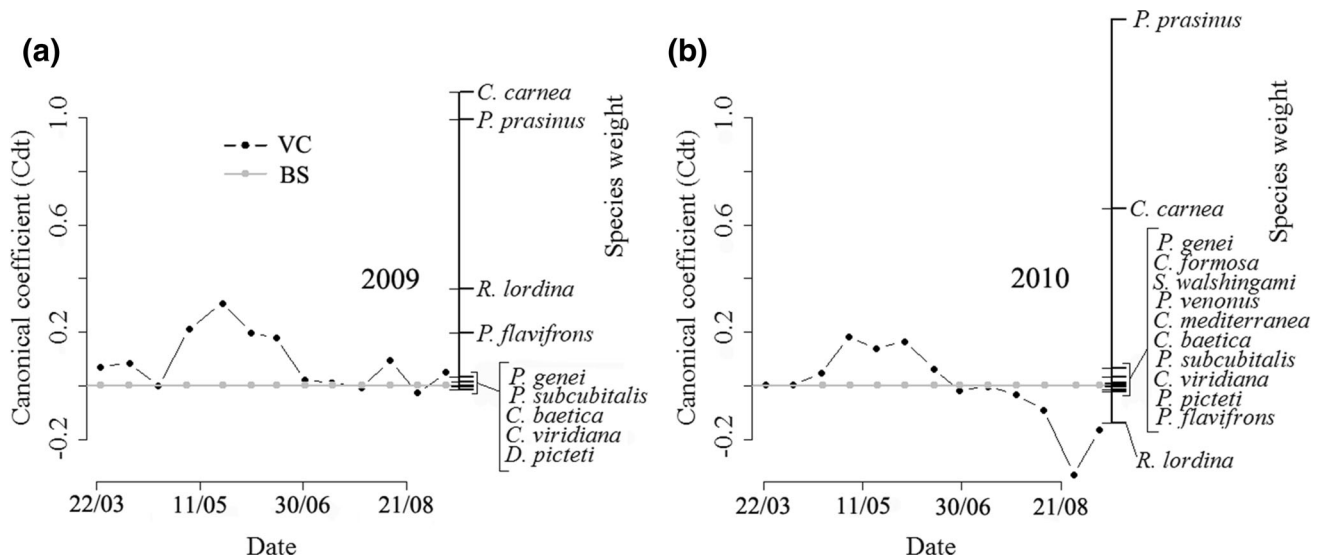 (a)
Canonical coefficient (Cdt)
1.0
0.6
0.2
-0.2
VC
BS
2009
C. carnea
P. prasinus
R. lordina
P. flavifrons
P. genei
P. subcubitalis
C. baetica
C. viridiana
D. picteti
Species weight
22/03
11/05
30/06
21/08
Date
(b)
Canonical coefficient (Cdt)
1.0
0.6
0.2
-0.2
2010
P. prasinus
C. carnea
P. genei
C. formosa
S. walshingami
P. venonus
C. mediterranea
C. baetica
P. subcubitalis
C. viridiana
P. picteti
P. flavifrons
R. lordina
Species weight
22/03
11/05
30/06
21/08
Date